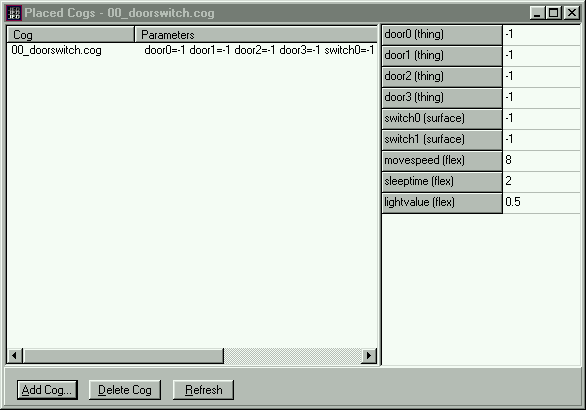 Placed Cogs - 00_doorswitch.cog
Cog Parameters
00_doorswitch.cog door0=-1 door1=-1 door2=-1 door3=-1 switch0=-1
door0 (thing) -1
door1 (thing) -1
door2 (thing) -1
door3 (thing) -1
switch0 (surface) -1
switch1 (surface) -1
movespeed (flex) 8
sleeptime (flex) 2
lightvalue (flex) 0.5
Add Cog... Delete Cog Refresh